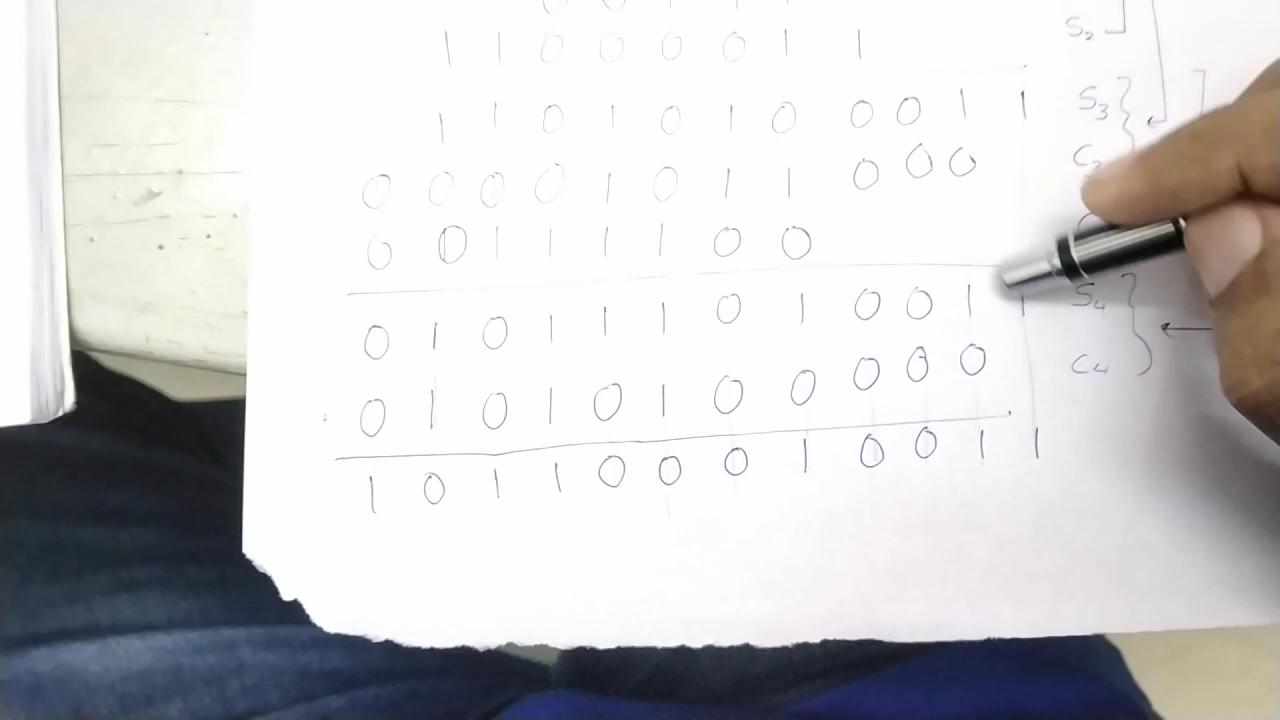 1 1 0 0 0 0 1 1 S₂
1 1 0 1 0 1 0 0 0 1 1 S₃
0 0 0 0 1 0 1 1 0 0 0
0 0 1 1 1 1 0 0
0 1 0 1 1 1 0 1 0 0 1 1 S₄
0 1 0 1 0 1 0 0 0 0 0 C₄
1 0 1 1 0 0 0 1 0 0 1 1